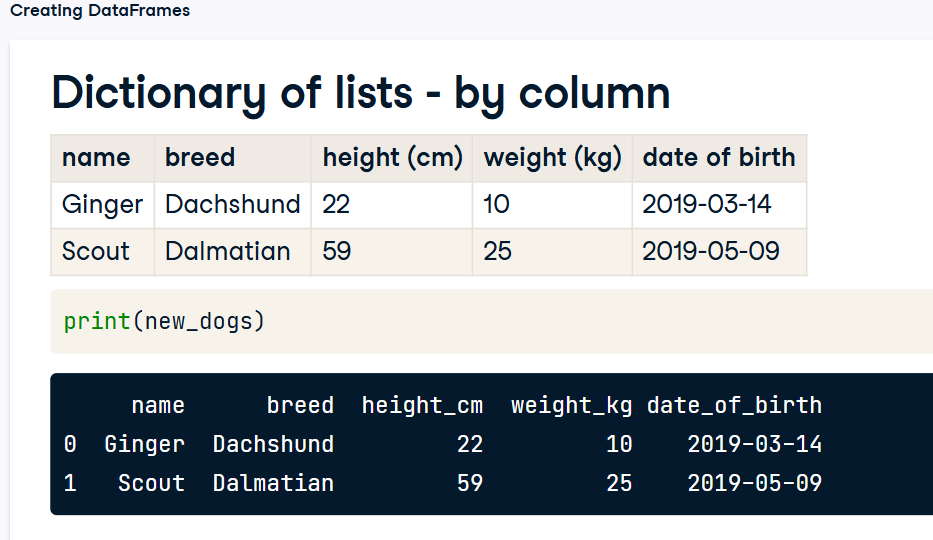 Creating DataFrames
Dictionary of lists - by column
name breed height (cm) weight (kg) date of birth
Ginger Dachshund 22 10 2019-03-14
Scout Dalmatian 59 25 2019-05-09
print(new_dogs)
name breed height_cm weight_kg date_of_birth
0 Ginger Dachshund 22 10 2019-03-14
1 Scout Dalmatian 59 25 2019-05-09